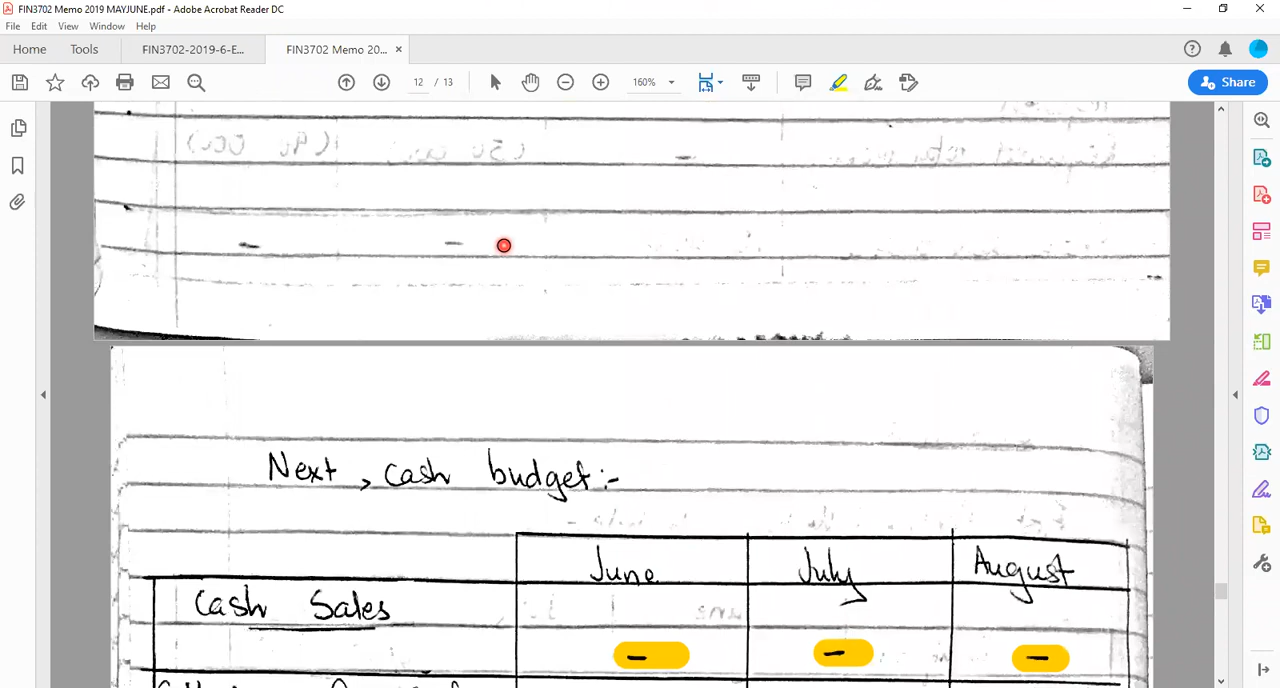 FIN3702 Memo 2019 MAYJUNE.pdf - Adobe Acrobat Reader DC
File Edit View Window Help
Home Tools FIN3702-2019-6-E... FIN3702 Memo 20... ×
12 / 13 160% Share
Next, Cash budget:-
June July August
Cash Sales
- - -